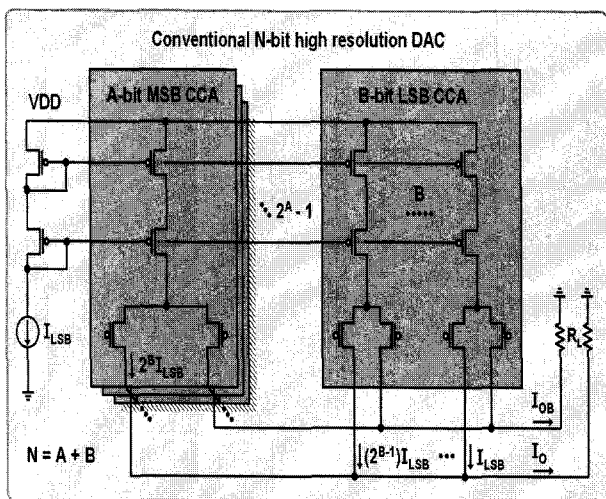 Conventional N-bit high resolution DAC
A-bit MSB CCA
B-bit LSB CCA
VDD
B
2^A - 1
I_LSB
2^B I_LSB
R_L
I_OB
(2^{B-1})I_LSB
I_LSB
I_O
N = A + B